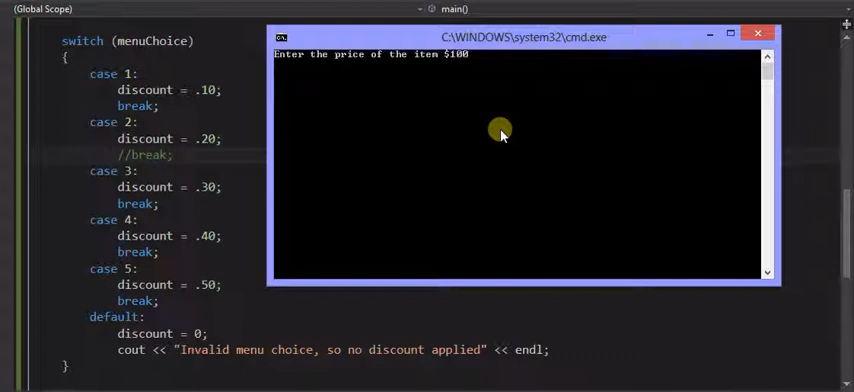 (Global Scope)
main()
switch (menuChoice)
{
case 1:
discount = .10;
break;
case 2:
discount = .20;
//break;
case 3:
discount = .30;
break;
case 4:
discount = .40;
break;
case 5:
discount = .50;
break;
default:
discount = 0;
cout << "Invalid menu choice, so no discount applied" << endl;
}
C:\WINDOWS\system32\cmd.exe
Enter the price of the item $100